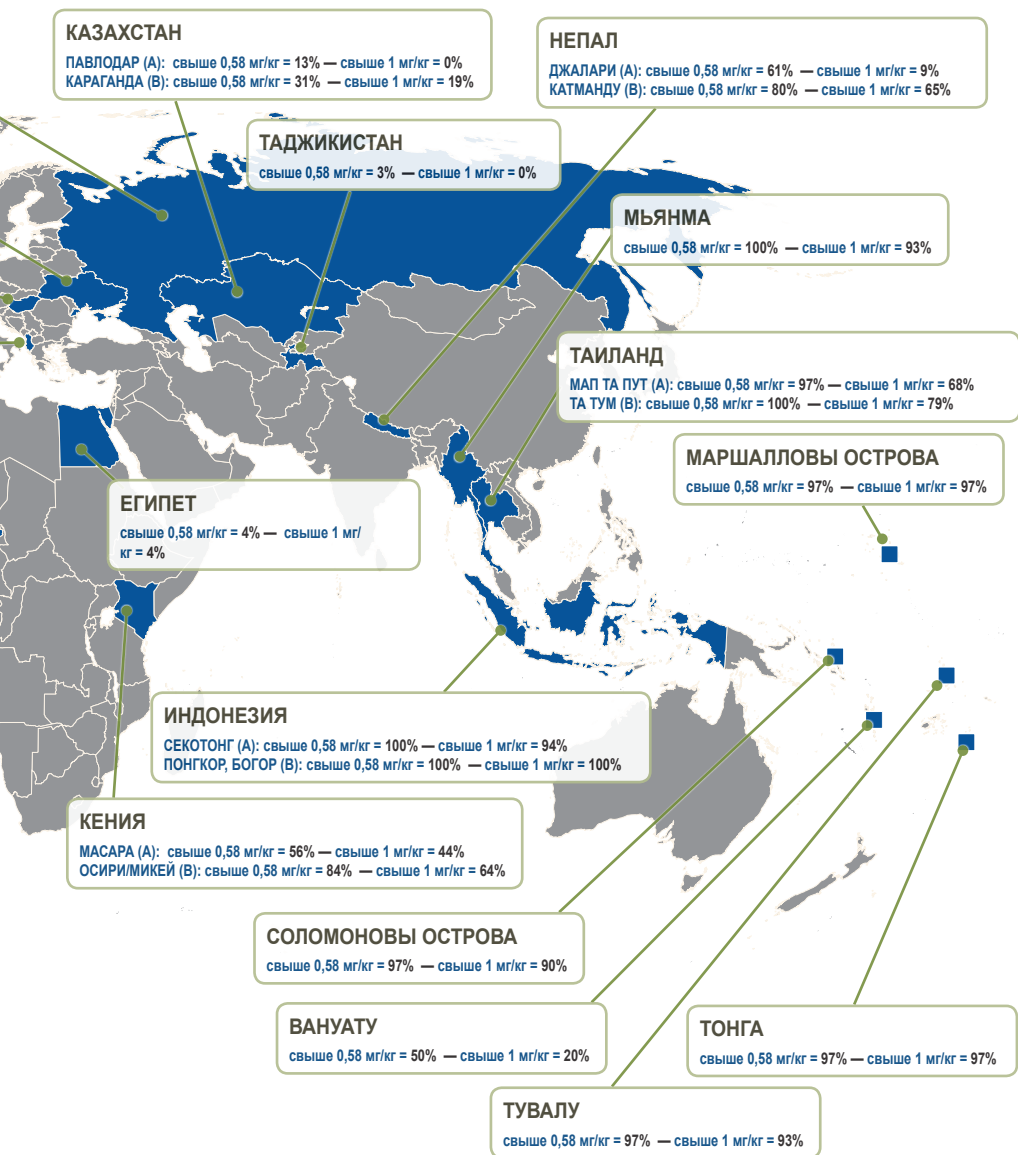 КАЗАХСТАН
ПАВЛОДАР (А): свыше 0,58 мг/кг = 13% — свыше 1 мг/кг = 0%
КАРАГАНДА (В): свыше 0,58 мг/кг = 31% — свыше 1 мг/кг = 19%
НЕПАЛ
ДЖАЛАРИ (А): свыше 0,58 мг/кг = 61% — свыше 1 мг/кг = 9%
КАТМАНДУ (В): свыше 0,58 мг/кг = 80% — свыше 1 мг/кг = 65%
ТАДЖИКИСТАН
свыше 0,58 мг/кг = 3% — свыше 1 мг/кг = 0%
МЬЯНМА
свыше 0,58 мг/кг = 100% — свыше 1 мг/кг = 93%
ТАИЛАНД
МАП ТА ПУТ (А): свыше 0,58 мг/кг = 97% — свыше 1 мг/кг = 68%
ТА ТУМ (В): свыше 0,58 мг/кг = 100% — свыше 1 мг/кг = 79%
МАРШАЛЛОВЫ ОСТРОВА
свыше 0,58 мг/кг = 97% — свыше 1 мг/кг = 97%
ЕГИПЕТ
свыше 0,58 мг/кг = 4% — свыше 1 мг/
кг = 4%
ИНДОНЕЗИЯ
СЕКОТОНГ (А): свыше 0,58 мг/кг = 100% — свыше 1 мг/кг = 94%
ПОНГКОР, БОГОР (В): свыше 0,58 мг/кг = 100% — свыше 1 мг/кг = 100%
КЕНИЯ
МАСАРА (А): свыше 0,58 мг/кг = 56% — свыше 1 мг/кг = 44%
ОСИРИ/МИКЕЙ (В): свыше 0,58 мг/кг = 84% — свыше 1 мг/кг = 64%
СОЛОМОНОВЫ ОСТРОВА
свыше 0,58 мг/кг = 97% — свыше 1 мг/кг = 90%
ВАНУАТУ
свыше 0,58 мг/кг = 50% — свыше 1 мг/кг = 20%
ТОНГА
свыше 0,58 мг/кг = 97% — свыше 1 мг/кг = 97%
ТУВАЛУ
свыше 0,58 мг/кг = 97% — свыше 1 мг/кг = 93%